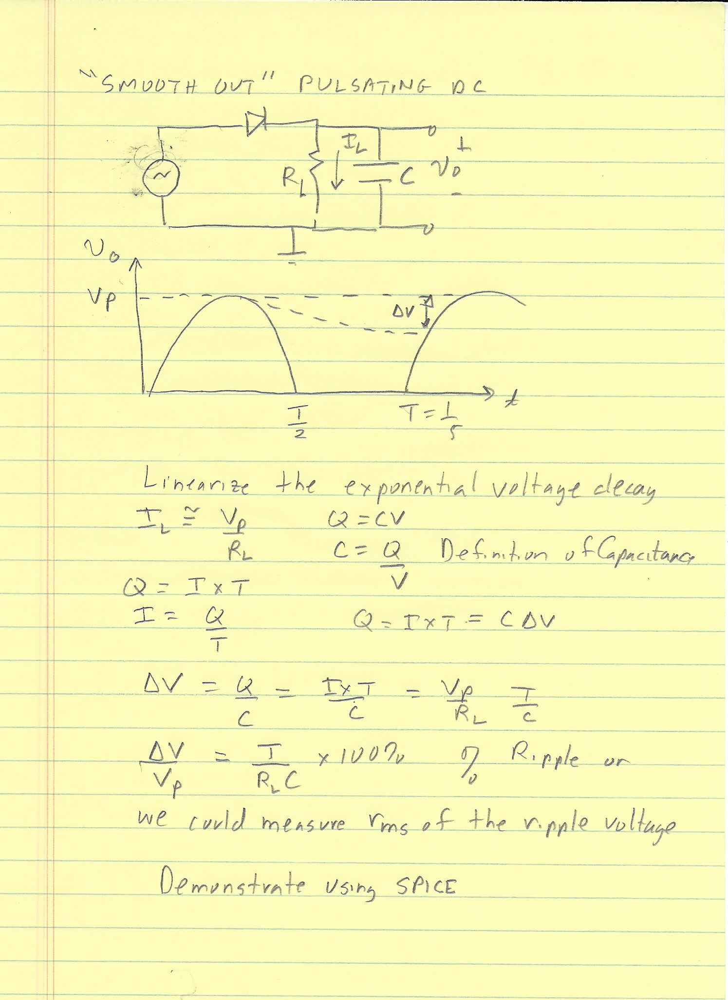 "SMOOTH OUT" PULSATING DC
I_L
+
R_L
C
v_o
-
v_o
V_P
ΔV
t
T/2
T = 1/f
Linearize the exponential voltage decay
I_L ≅ V_P/R_L Q = CV
C = Q/V Definition of Capacitance
Q = I x T
I = Q/T Q = I x T = C ΔV
ΔV = Q/C = I x T/C = V_P/R_L T/C
ΔV/V_P = T/R_L C x 100% % Ripple or
we could measure rms of the ripple voltage
Demonstrate using SPICE